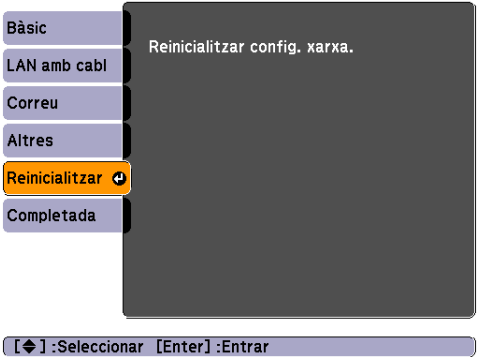 Bàsic
LAN amb cabl
Correu
Altres
Reinicialitzar
Completada
Reinicialitzar config. xarxa.
[◆] :Seleccionar [Enter] :Entrar